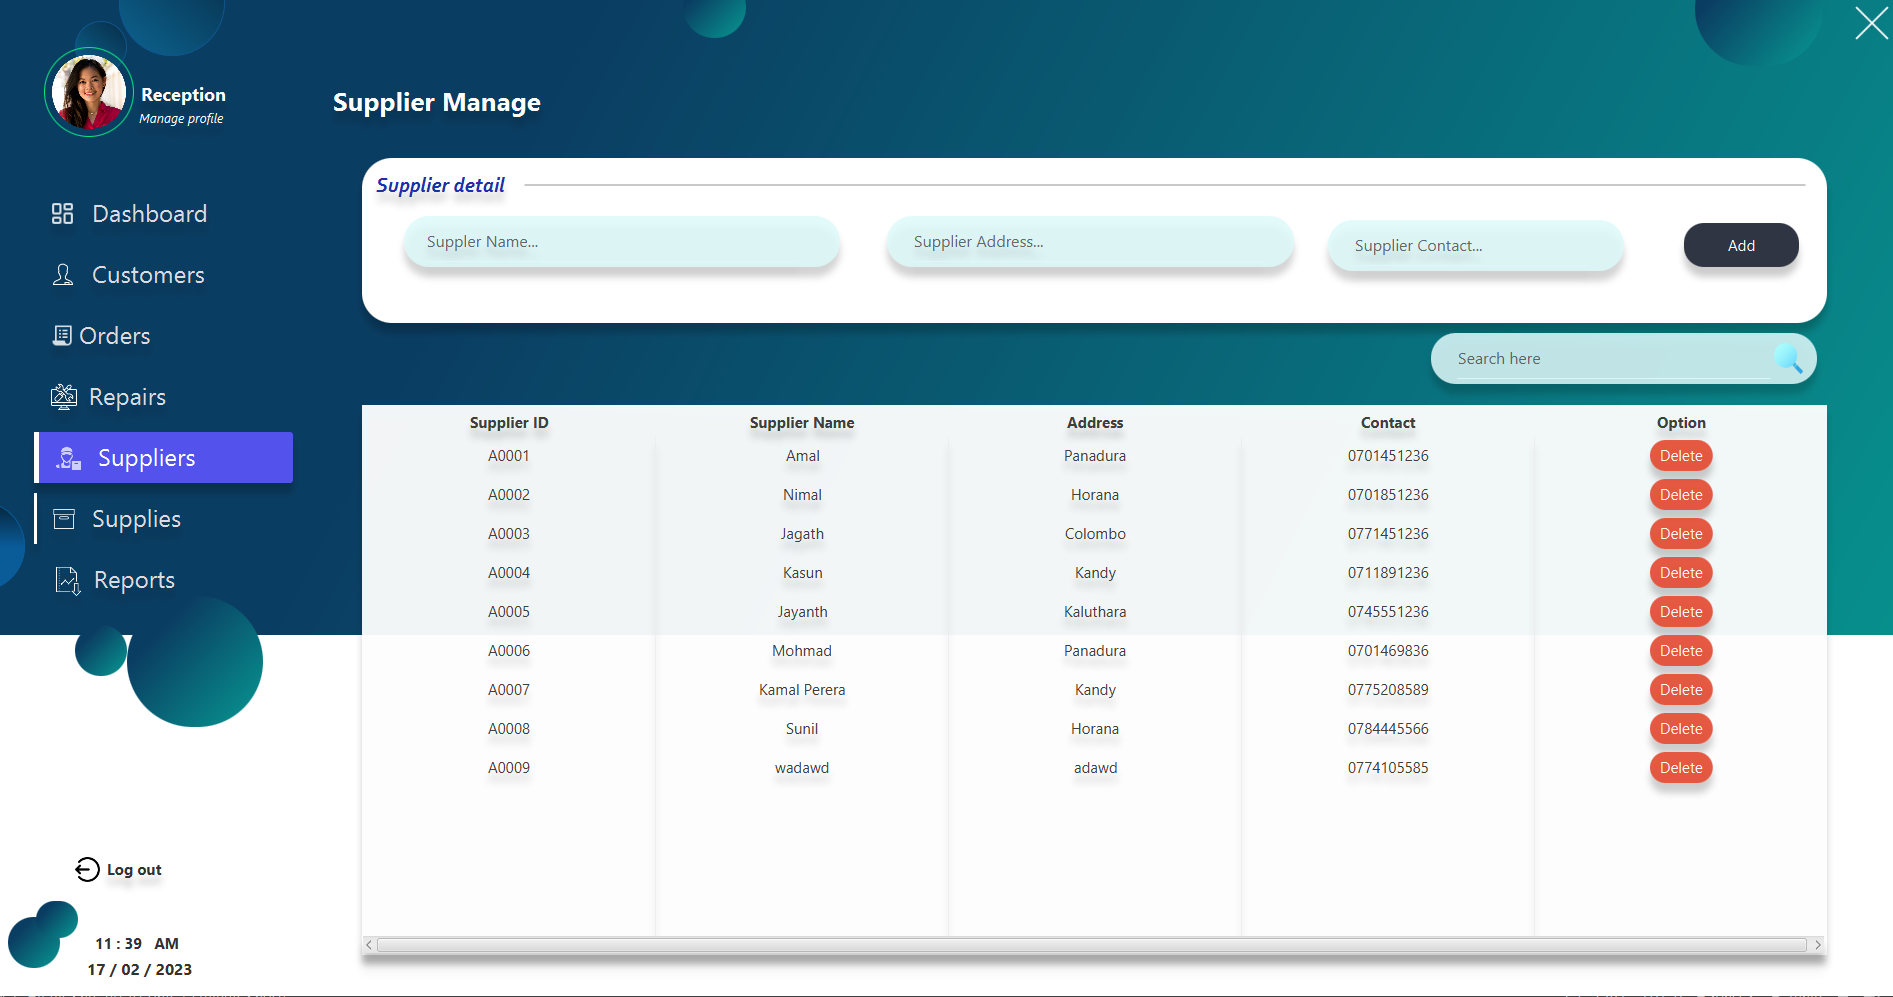 Reception
Manage profile
Supplier Manage
Dashboard
Customers
Orders
Repairs
Suppliers
Supplies
Reports
Log out
11 : 39 AM
17 / 02 / 2023
Supplier detail
Suppler Name...
Supplier Address...
Supplier Contact...
Add
Search here
Supplier ID Supplier Name Address Contact Option
A0001 Amal Panadura 0701451236 Delete
A0002 Nimal Horana 0701851236 Delete
A0003 Jagath Colombo 0771451236 Delete
A0004 Kasun Kandy 0711891236 Delete
A0005 Jayanth Kaluthara 0745551236 Delete
A0006 Mohmad Panadura 0701469836 Delete
A0007 Kamal Perera Kandy 0775208589 Delete
A0008 Sunil Horana 0784445566 Delete
A0009 wadawd adawd 0774105585 Delete